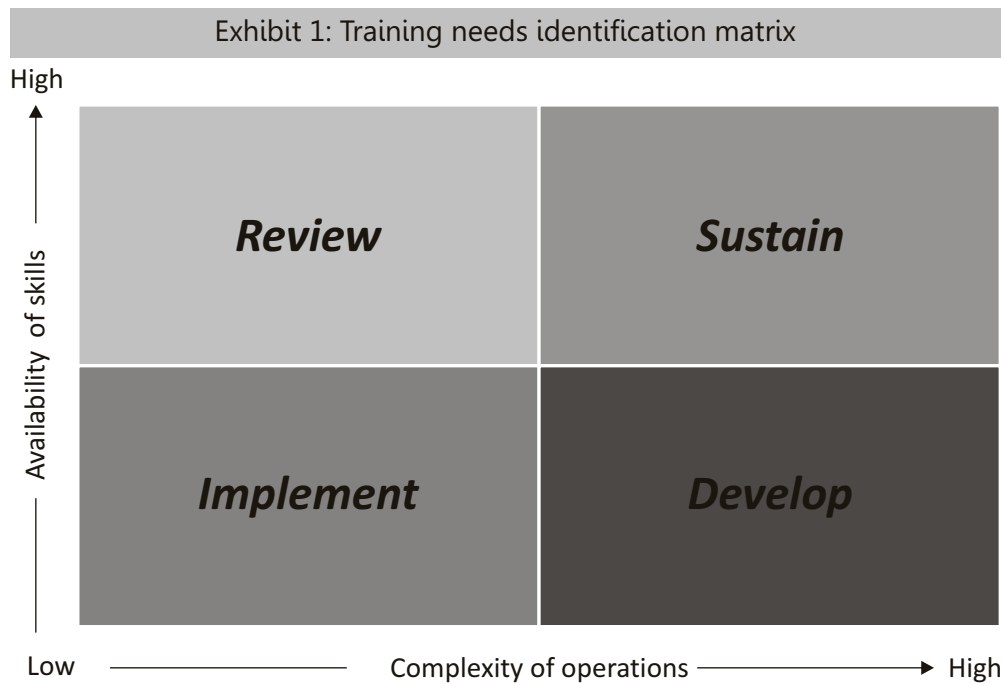 Exhibit 1: Training needs identification matrix
High
Review
Sustain
Availability of skills
Implement
Develop
Low
Complexity of operations
High